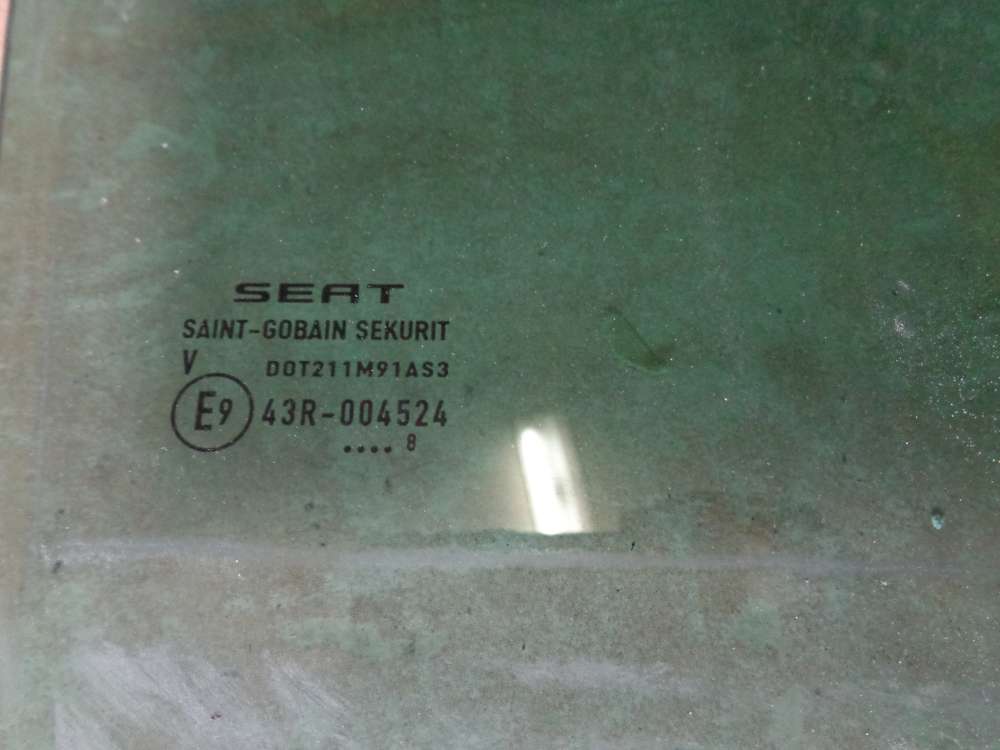 SEAT
SAINT-GOBAIN SEKURIT
V DOT211M91AS3
E9 43R-004524
.... 8